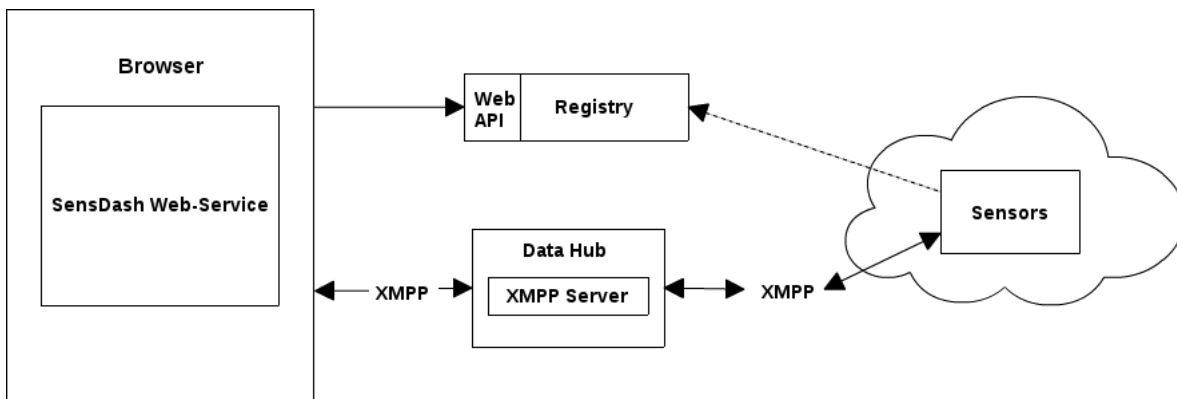 Browser
SensDash Web-Service
Web
API
Registry
Data Hub
XMPP Server
XMPP
XMPP
Sensors